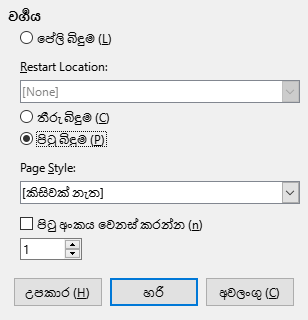 වර්ගය
පේලි බිඳුම (L)
Restart Location:
[None]
තීරු බිඳුම (C)
පිටු බිඳුම (P)
Page Style:
[කිසිවක් නැත]
පිටු අංකය වෙනස් කරන්න (n)
1
උපකාර (H) හරි අවලංගු (C)